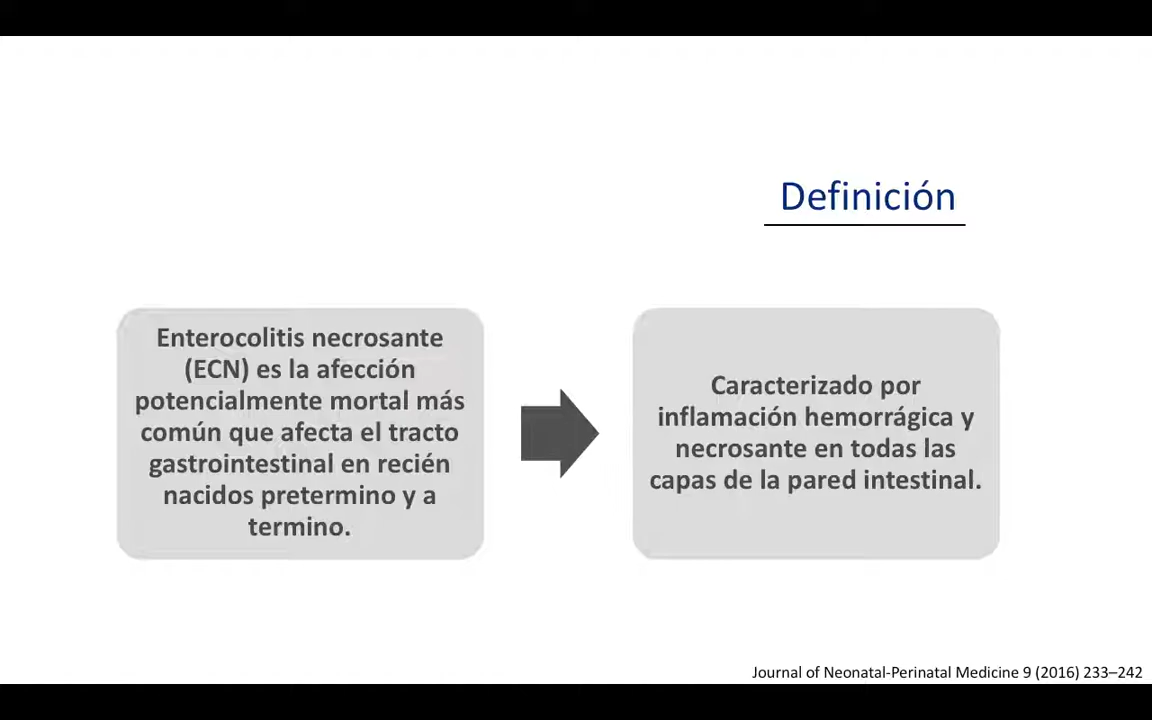 Definición
Enterocolitis necrosante
(ECN) es la afección
potencialmente mortal más
común que afecta el tracto
gastrointestinal en recién
nacidos pretermino y a
termino.
Caracterizado por
inflamación hemorrágica y
necrosante en todas las
capas de la pared intestinal.
Journal of Neonatal-Perinatal Medicine 9 (2016) 233–242